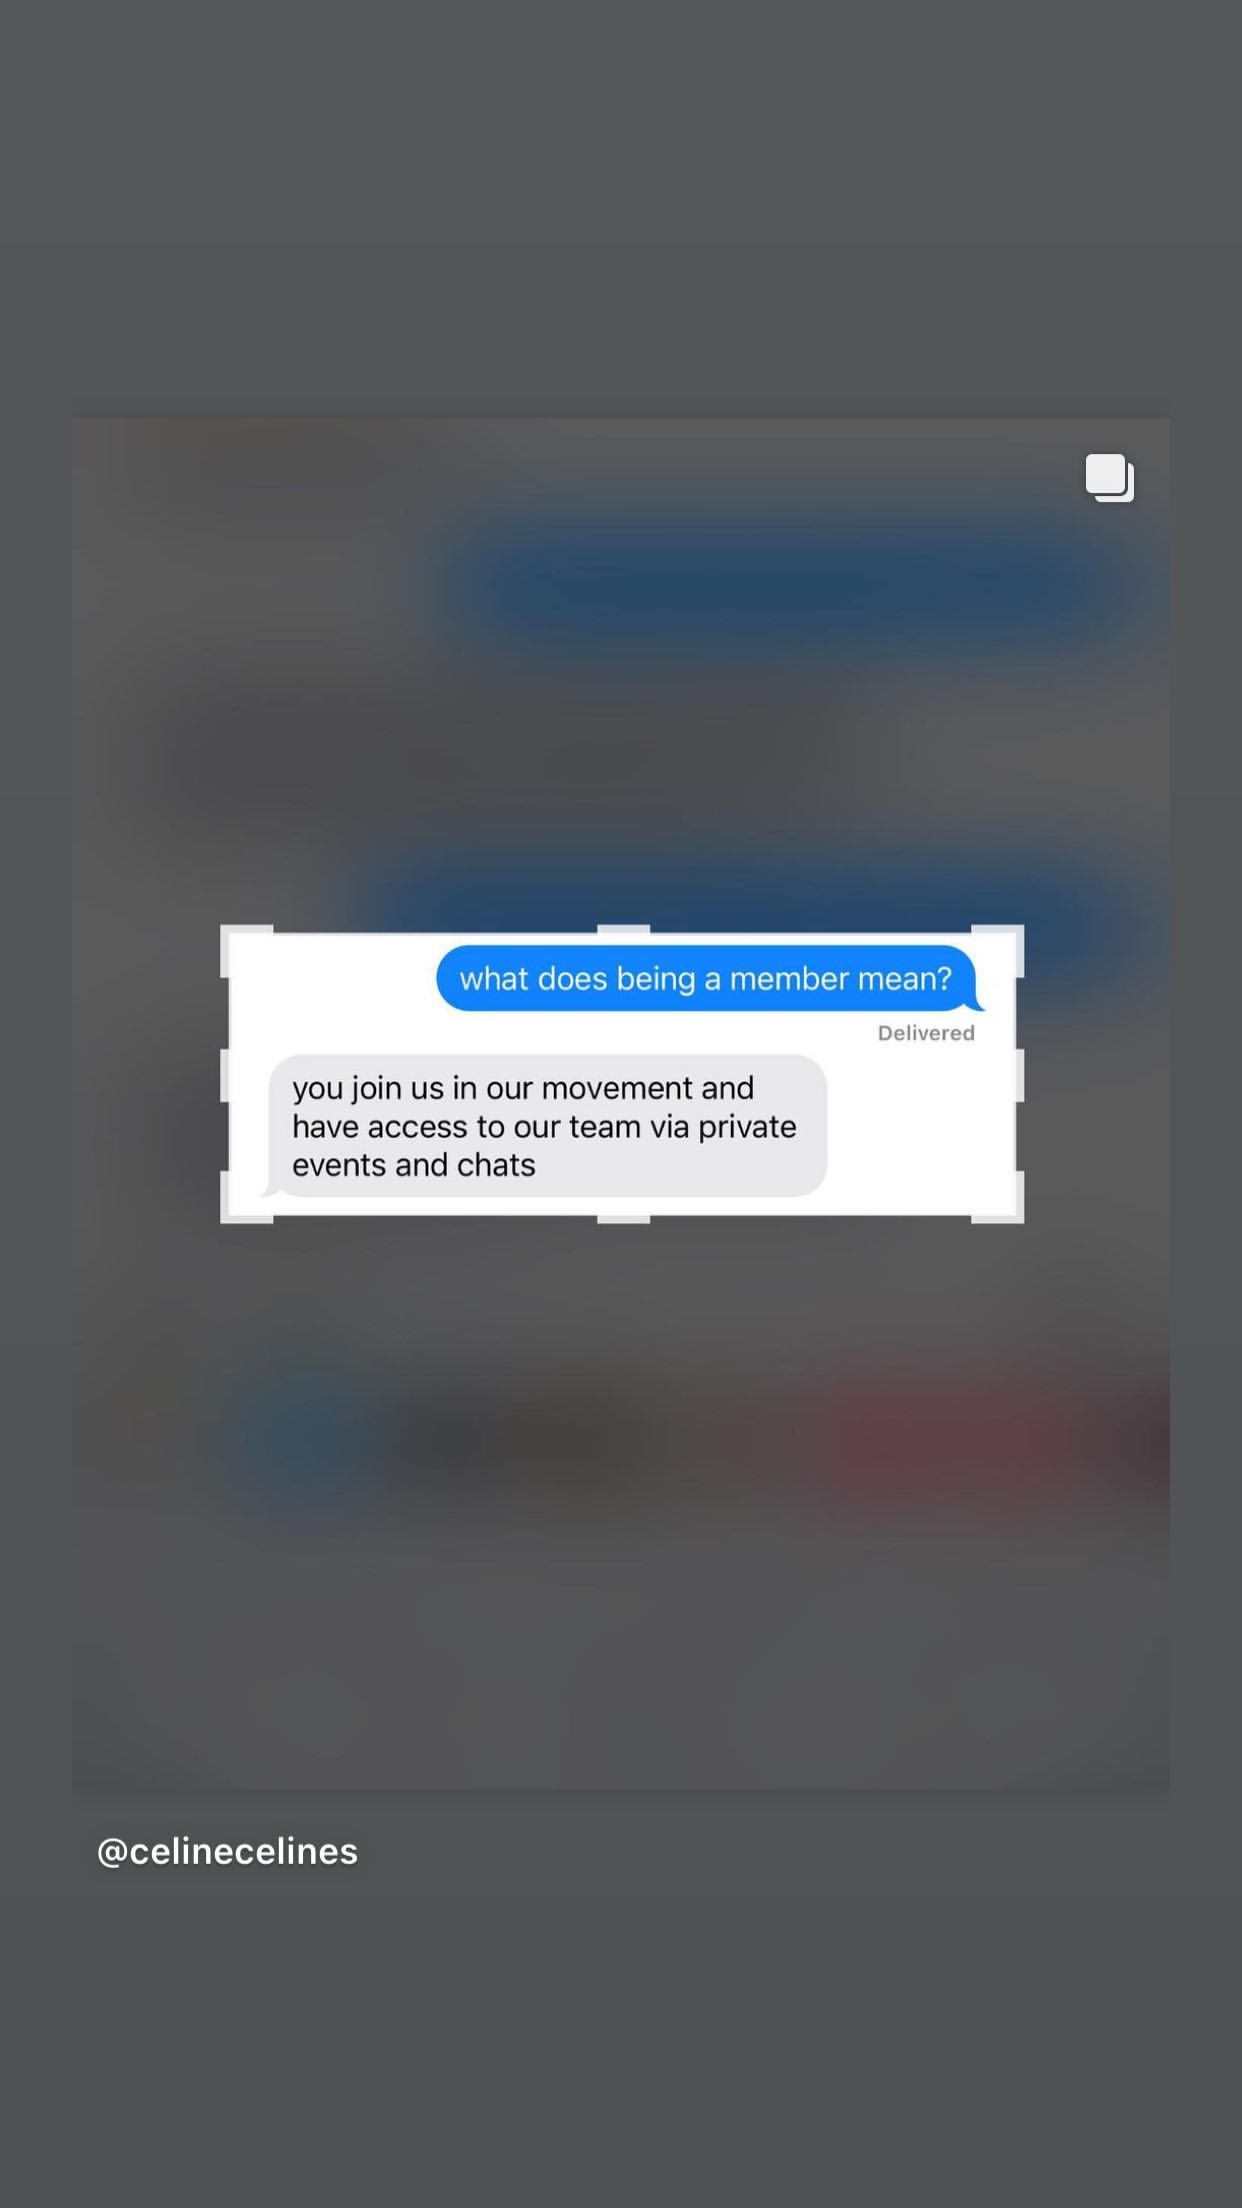 what does being a member mean?
Delivered
you join us in our movement and
have access to our team via private
events and chats
@celinecelines